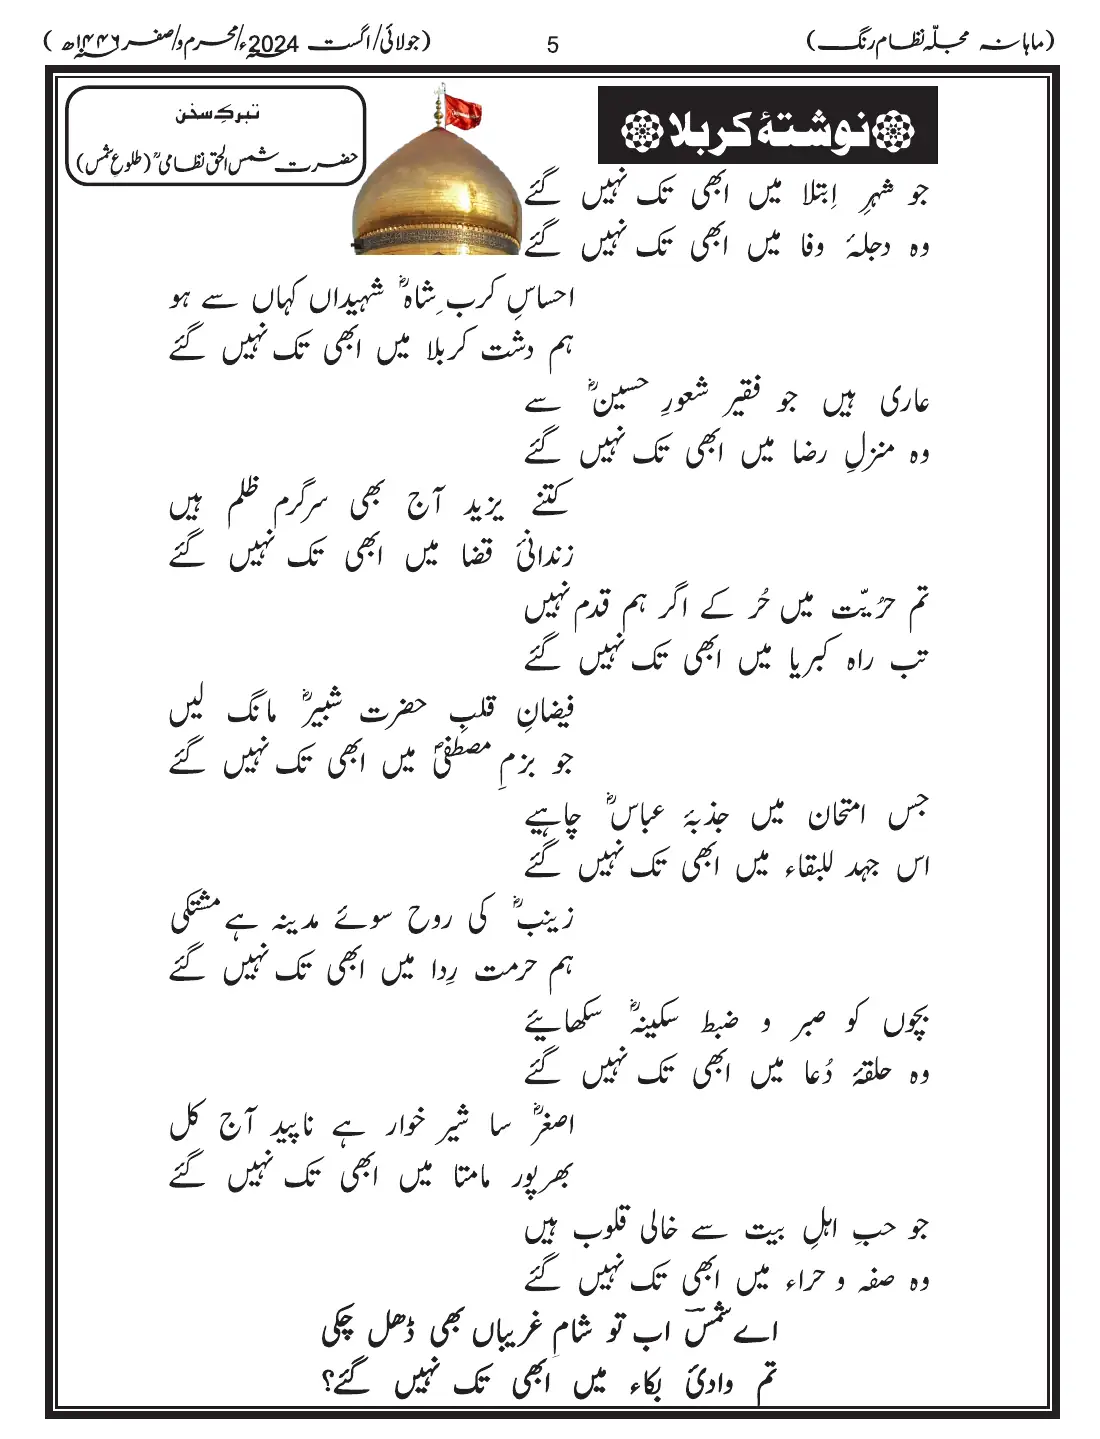 (ماہانہ مجلّہ نظام رنگ)
5
(جولائی/اگست 2024ء/محرم و صفر ۱۴۴۶ھ)
نوشتۂ کربلا
تبرکِ سخن
حضرت شمس الحق نظامیؒ (طلوعِ شمس)
جو شہرِ اِبتلا میں ابھی تک نہیں گئے
وہ دجلۂ وفا میں ابھی تک نہیں گئے
احساسِ کرب ِشاہؓ شہیداں کہاں سے ہو
ہم دشت کربلا میں ابھی تک نہیں گئے
عاری ہیں جو فقیر شعورِ حسینؓ سے
وہ منزلِ رضا میں ابھی تک نہیں گئے
کتنے یزید آج بھی سرگرم ظلم ہیں
زندانیٔ قضا میں ابھی تک نہیں گئے
تم حرُیّت میں حُر کے اگر ہم قدم نہیں
تب راہ کبریا میں ابھی تک نہیں گئے
فیضانِ قلبِ حضرت شبیرؓ مانگ لیں
جو بزمِ مصطفیؐ میں ابھی تک نہیں گئے
جس امتحان میں جذبۂ عباسؓ چاہیے
اس جہد للبقاء میں ابھی تک نہیں گئے
زینبؓ کی روح سوئے مدینہ ہے مشتکی
ہم حرمت رِدا میں ابھی تک نہیں گئے
بچوں کو صبر و ضبط سکینہؓ سکھایئے
وہ حلقۂ دُعا میں ابھی تک نہیں گئے
اصغرؓ سا شیر خوار ہے ناپید آج کل
بھرپور مامتا میں ابھی تک نہیں گئے
جو حبِ اہلِ بیت سے خالی قلوب ہیں
وہ صفہ و حراء میں ابھی تک نہیں گئے
اے شمسؔ اب تو شامِ غریباں بھی ڈھل چکی
تم وادیٔ بکاء میں ابھی تک نہیں گئے؟